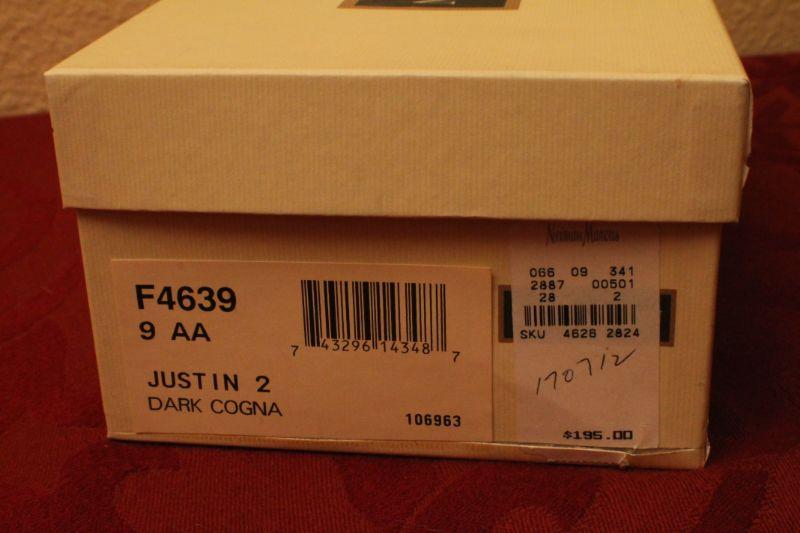 F4639
9 AA
7 43296 14348 7
JUSTIN 2
DARK COGNA
106963
Neiman Marcus
066 09 341
2887 00501
28 2
SKU 4626 2824
170712
$195.00